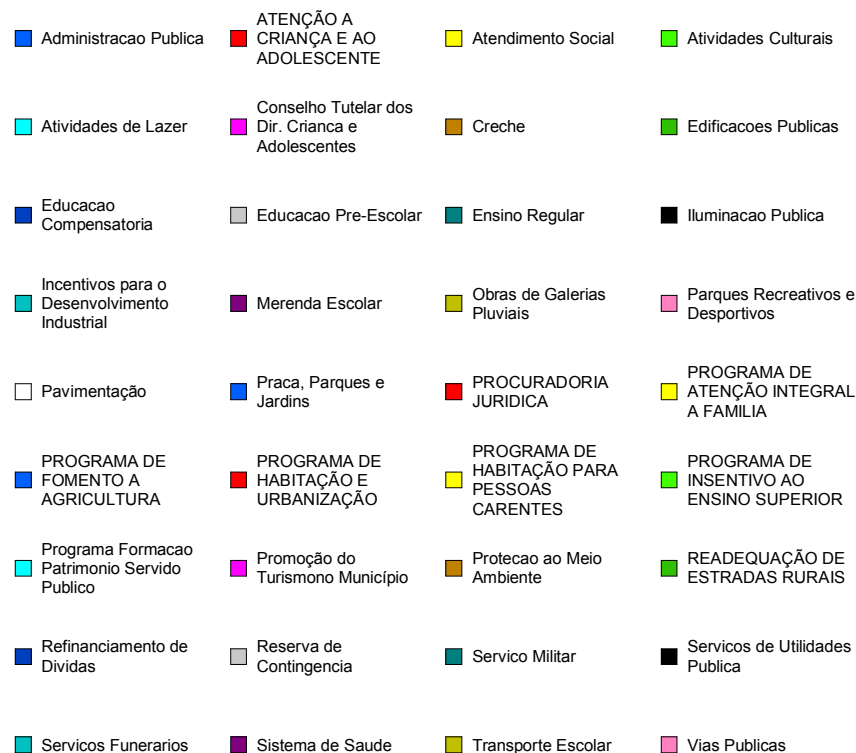 Administracao Publica
ATENÇÃO A
CRIANÇA E AO
ADOLESCENTE
Atendimento Social
Atividades Culturais
Atividades de Lazer
Conselho Tutelar dos
Dir. Crianca e
Adolescentes
Creche
Edificacoes Publicas
Educacao
Compensatoria
Educacao Pre-Escolar
Ensino Regular
Iluminacao Publica
Incentivos para o
Desenvolvimento
Industrial
Merenda Escolar
Obras de Galerias
Pluviais
Parques Recreativos e
Desportivos
Pavimentação
Praca, Parques e
Jardins
PROCURADORIA
JURIDICA
PROGRAMA DE
ATENÇÃO INTEGRAL
A FAMILIA
PROGRAMA DE
FOMENTO A
AGRICULTURA
PROGRAMA DE
HABITAÇÃO E
URBANIZAÇÃO
PROGRAMA DE
HABITAÇÃO PARA
PESSOAS
CARENTES
PROGRAMA DE
INSENTIVO AO
ENSINO SUPERIOR
Programa Formacao
Patrimonio Servido
Publico
Promoção do
Turismono Município
Protecao ao Meio
Ambiente
READEQUAÇÃO DE
ESTRADAS RURAIS
Refinanciamento de
Dividas
Reserva de
Contingencia
Servico Militar
Servicos de Utilidades
Publica
Servicos Funerarios
Sistema de Saude
Transporte Escolar
Vias Publicas